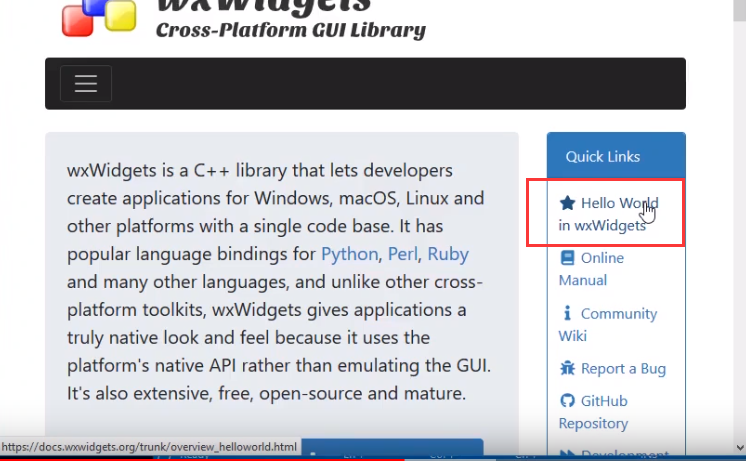 wxWidgets
Cross-Platform GUI Library
wxWidgets is a C++ library that lets developers
create applications for Windows, macOS, Linux and
other platforms with a single code base. It has
popular language bindings for Python, Perl, Ruby
and many other languages, and unlike other cross-
platform toolkits, wxWidgets gives applications a
truly native look and feel because it uses the
platform's native API rather than emulating the GUI.
It's also extensive, free, open-source and mature.
Quick Links
Hello World
in wxWidgets
Online
Manual
Community
Wiki
Report a Bug
GitHub
Repository
Development
https://docs.wxwidgets.org/trunk/overview_helloworld.html